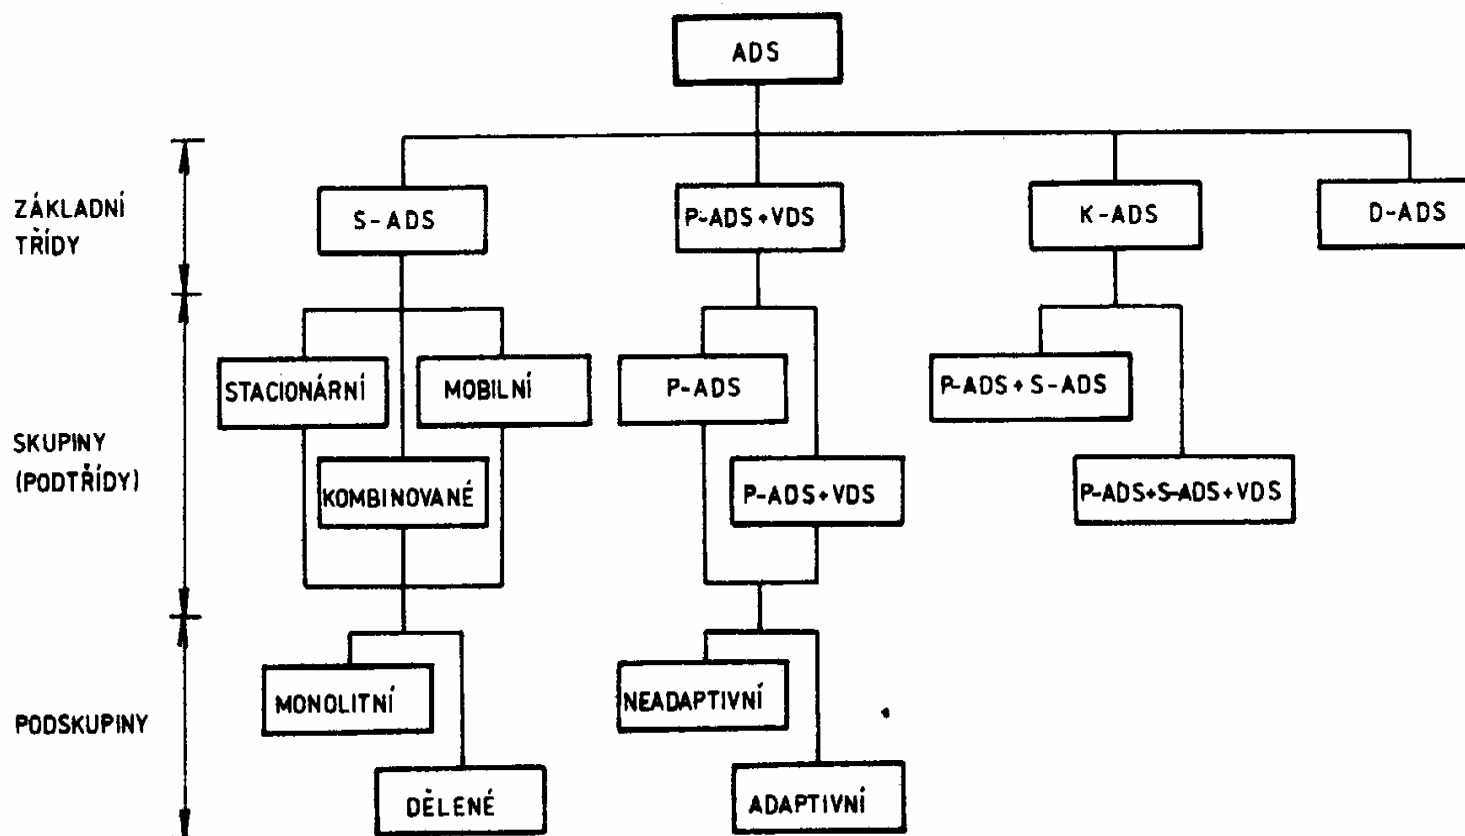 ADS
ZÁKLADNÍ
TŘÍDY
S-ADS
P-ADS+VDS
K-ADS
D-ADS
SKUPINY
(PODTŘÍDY)
STACIONÁRNÍ
MOBILNÍ
P-ADS
P-ADS+S-ADS
KOMBINOVANÉ
P-ADS+VDS
P-ADS+S-ADS+VDS
PODSKUPINY
MONOLITNÍ
NEADAPTIVNÍ
DĚLENÉ
ADAPTIVNÍ